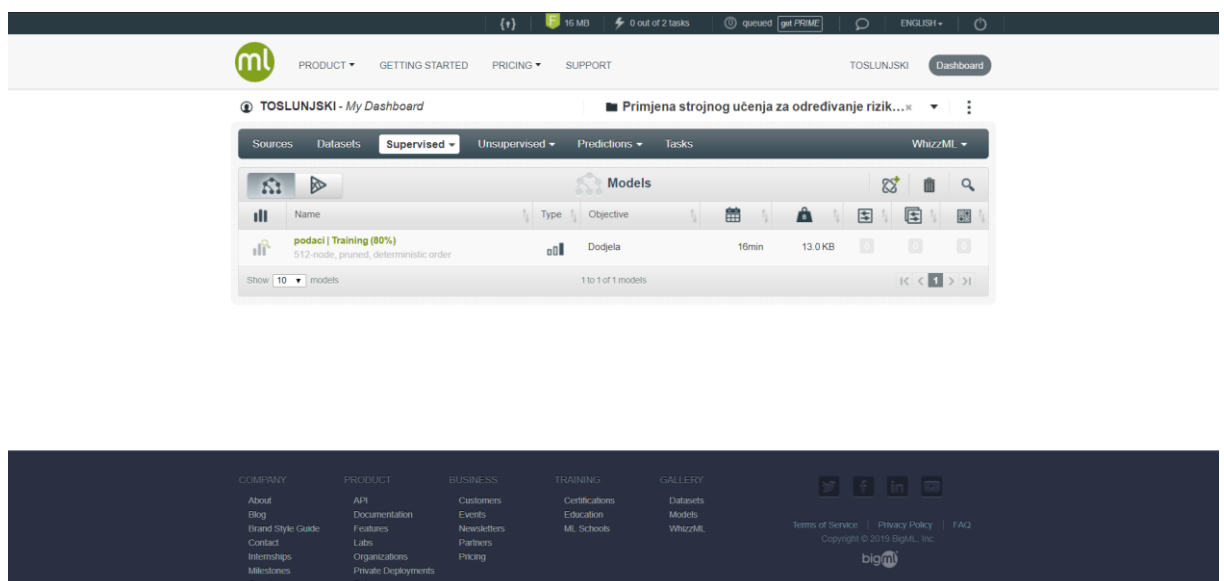 F 16 MB 0 out of 2 tasks 0 queued get PRIME ENGLISH
ml PRODUCT GETTING STARTED PRICING SUPPORT TOSLUNJSKI Dashboard
TOSLUNJSKI - My Dashboard Primjena strojnog učenja za određivanje rizik...×
Sources Datasets Supervised Unsupervised Predictions Tasks WhizzML
Models
Name Type Objective
podaci | Training (80%)
512-node, pruned, deterministic order
Dodjela 16min 13.0 KB 0 0 0
Show 10 models 1 to 1 of 1 models 1
COMPANY PRODUCT BUSINESS TRAINING GALLERY
About API Customers Certifications Datasets
Blog Documentation Events Education Models
Brand Style Guide Features Newsletters ML Schools WhizzML
Contact Labs Partners
Internships Organizations Pricing
Milestones Private Deployments
Terms of Service | Privacy Policy | FAQ
Copyright © 2019 BigML, Inc.
bigml